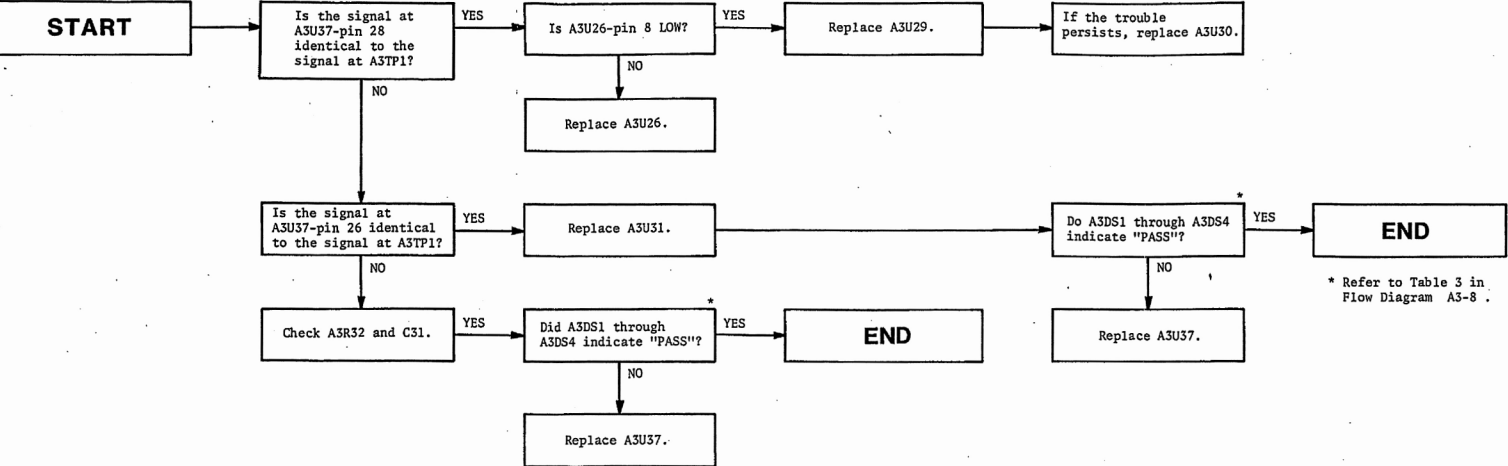 START
Is the signal at
A3U37-pin 28
identical to the
signal at A3TP1?
YES
Is A3U26-pin 8 LOW?
YES
Replace A3U29.
If the trouble
persists, replace A3U30.
NO
NO
Replace A3U26.
Is the signal at
A3U37-pin 26 identical
to the signal at A3TP1?
YES
Replace A3U31.
*
Do A3DS1 through A3DS4
indicate "PASS"?
YES
END
NO
NO
* Refer to Table 3 in
Flow Diagram A3-8 .
Check A3R32 and C31.
YES
*
Did A3DS1 through
A3DS4 indicate "PASS"?
YES
END
Replace A3U37.
NO
Replace A3U37.